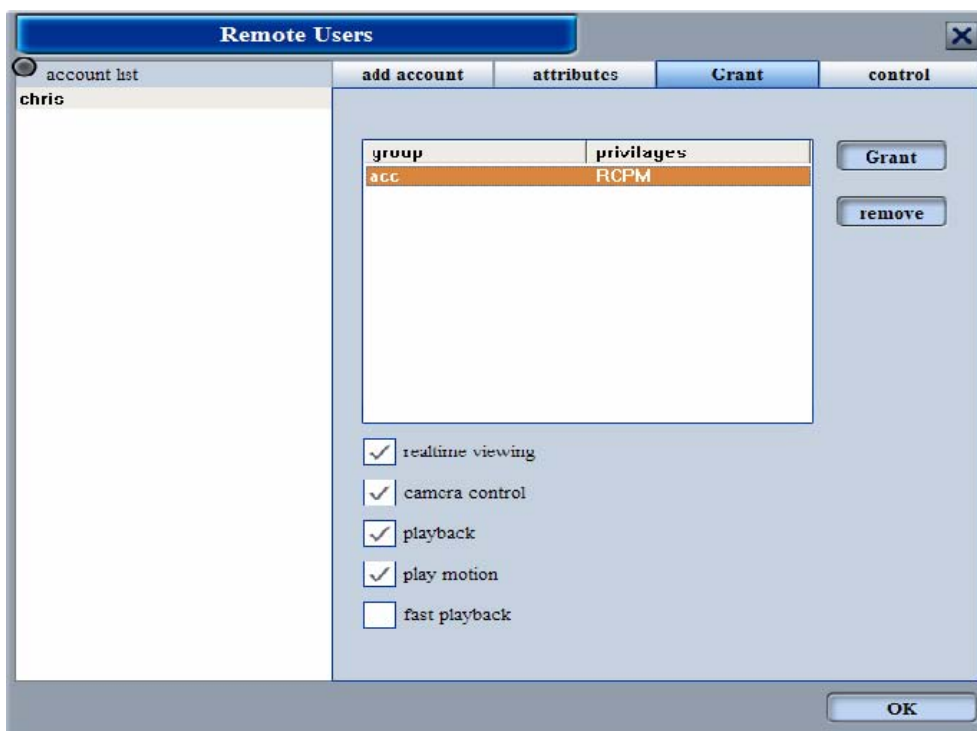 Remote Users
account list
add account attributes Grant control
chris
group privilages
acc RCPM
Grant
remove
realtime viewing
camera control
playback
play motion
fast playback
OK